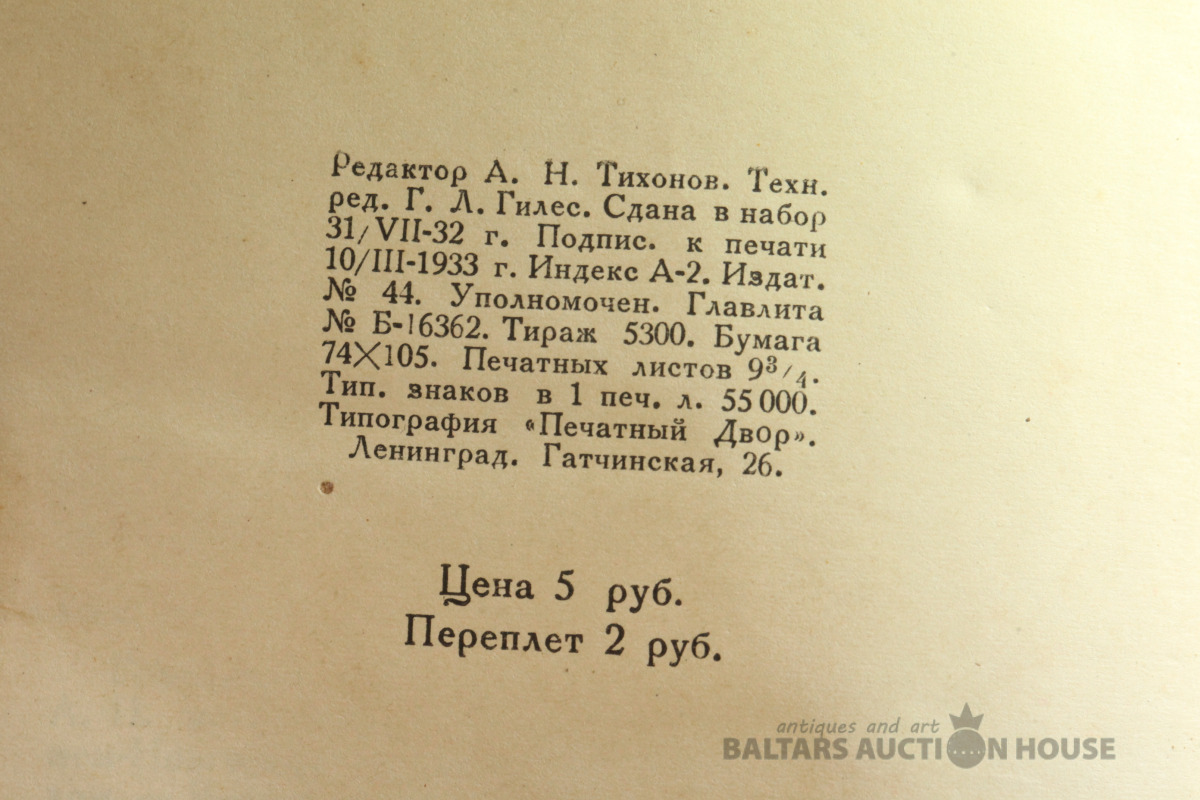 Редактор А. Н. Тихонов. Техн.
ред. Г. Л. Гилес. Сдана в набор
31/VII-32 г. Подпис. к печати
10/III-1933 г. Индекс А-2. Издат.
№ 44. Уполномочен. Главлита
№ Б-16362. Тираж 5300. Бумага
74X105. Печатных листов 9³/₄.
Тип. знаков в 1 печ. л. 55 000.
Типография «Печатный Двор».
Ленинград. Гатчинская, 26.
Цена 5 руб.
Переплет 2 руб.
antiques and art
BALTARS AUCTION HOUSE